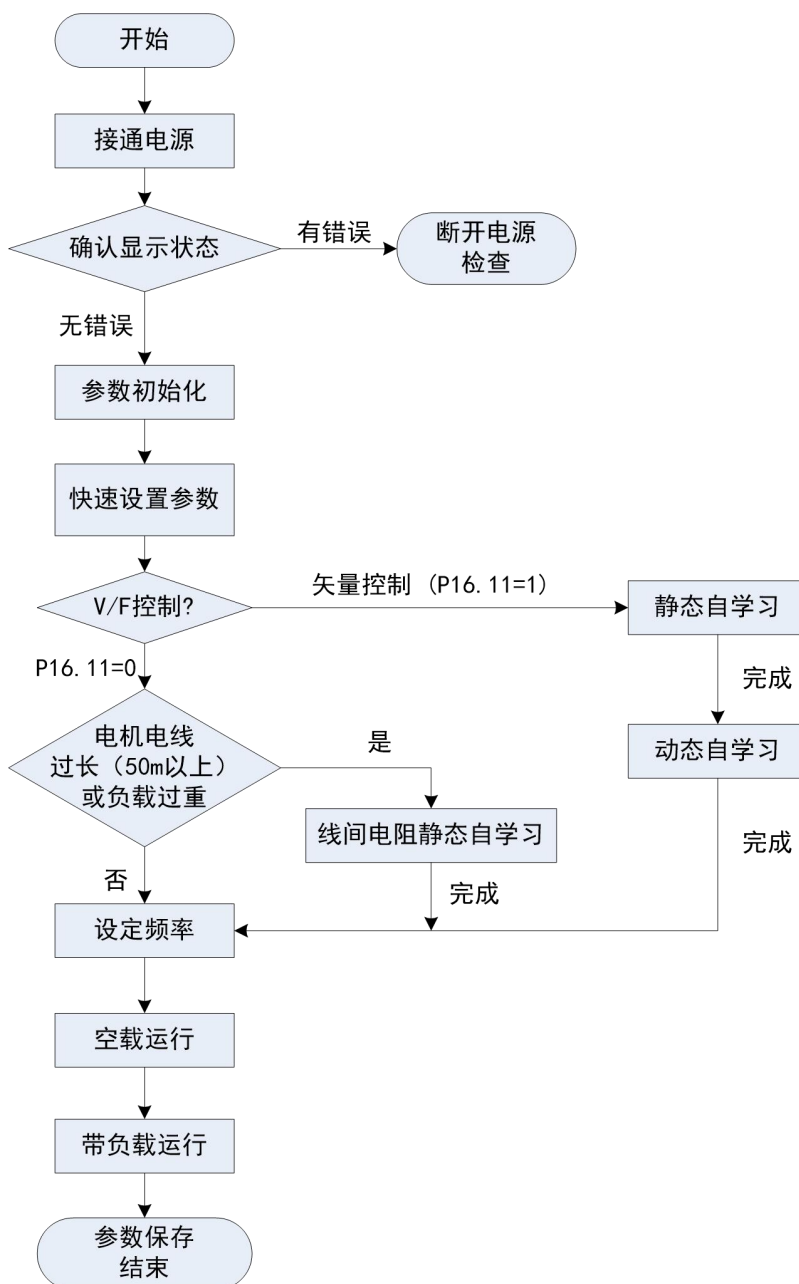 开始
接通电源
确认显示状态
有错误
断开电源
检查
无错误
参数初始化
快速设置参数
V/F控制?
矢量控制 (P16.11=1)
静态自学习
P16.11=0
完成
电机电线
过长（50m以上）
或负载过重
是
动态自学习
线间电阻静态自学习
完成
否
完成
设定频率
空载运行
带负载运行
参数保存
结束